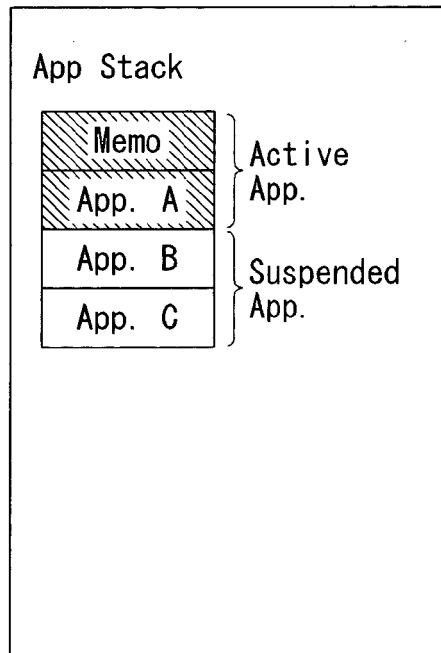 App Stack
Memo
App. A
App. B
App. C
Active
App.
Suspended
App.